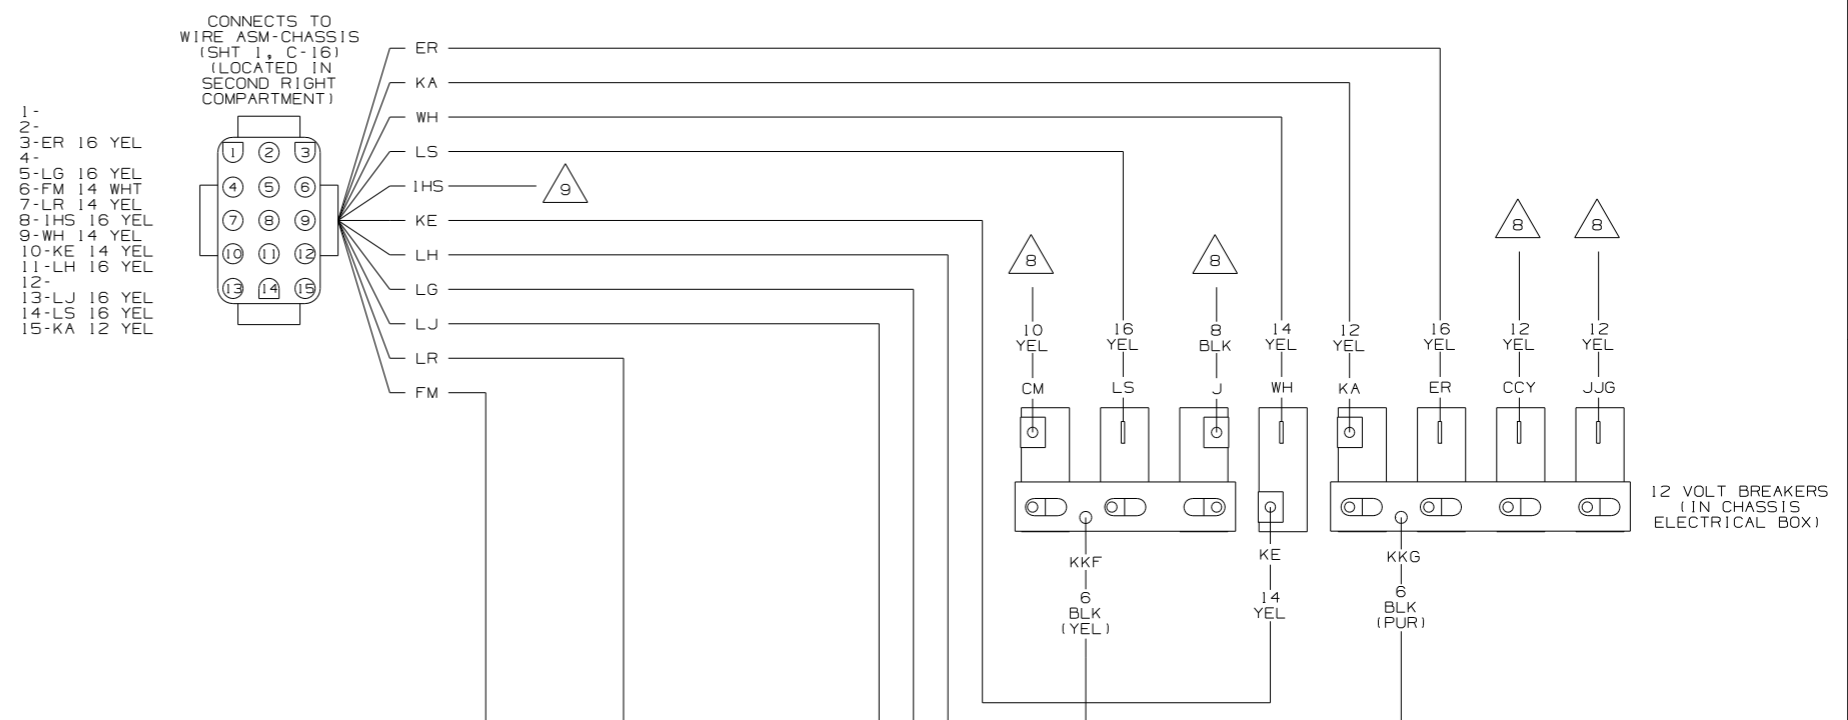 CONNECTS TO
WIRE ASM-CHASSIS
(SHT 1, C-16)
(LOCATED IN
SECOND RIGHT
COMPARTMENT)
1-
2-
3-ER 16 YEL
4-
5-LG 16 YEL
6-FM 14 WHT
7-LR 14 YEL
8-1HS 16 YEL
9-WH 14 YEL
10-KE 14 YEL
11-LH 16 YEL
12-
13-LJ 16 YEL
14-LS 16 YEL
15-KA 12 YEL
1 2 3
4 5 6
7 8 9
10 11 12
13 14 15
ER
KA
WH
LS
1HS 9
KE
LH
LG
LJ
LR
FM
8 8 8 8
10 16 8 14 12 16 12 12
YEL YEL BLK YEL YEL YEL YEL YEL
CM LS J WH KA ER CCY JJG
12 VOLT BREAKERS
(IN CHASSIS
ELECTRICAL BOX)
KKF KE KKG
6 14 6
BLK YEL BLK
(YEL) (PUR)